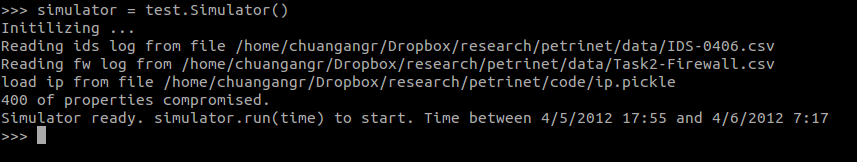 >>> simulator = test.Simulator()
Initilizing ...
Reading ids log from file /home/chuangangr/Dropbox/research/petrinet/data/IDS-0406.csv
Reading fw log from /home/chuangangr/Dropbox/research/petrinet/data/Task2-Firewall.csv
load ip from file /home/chuangangr/Dropbox/research/petrinet/code/ip.pickle
400 of properties compromised.
Simulator ready. simulator.run(time) to start. Time between 4/5/2012 17:55 and 4/6/2012 7:17
>>>